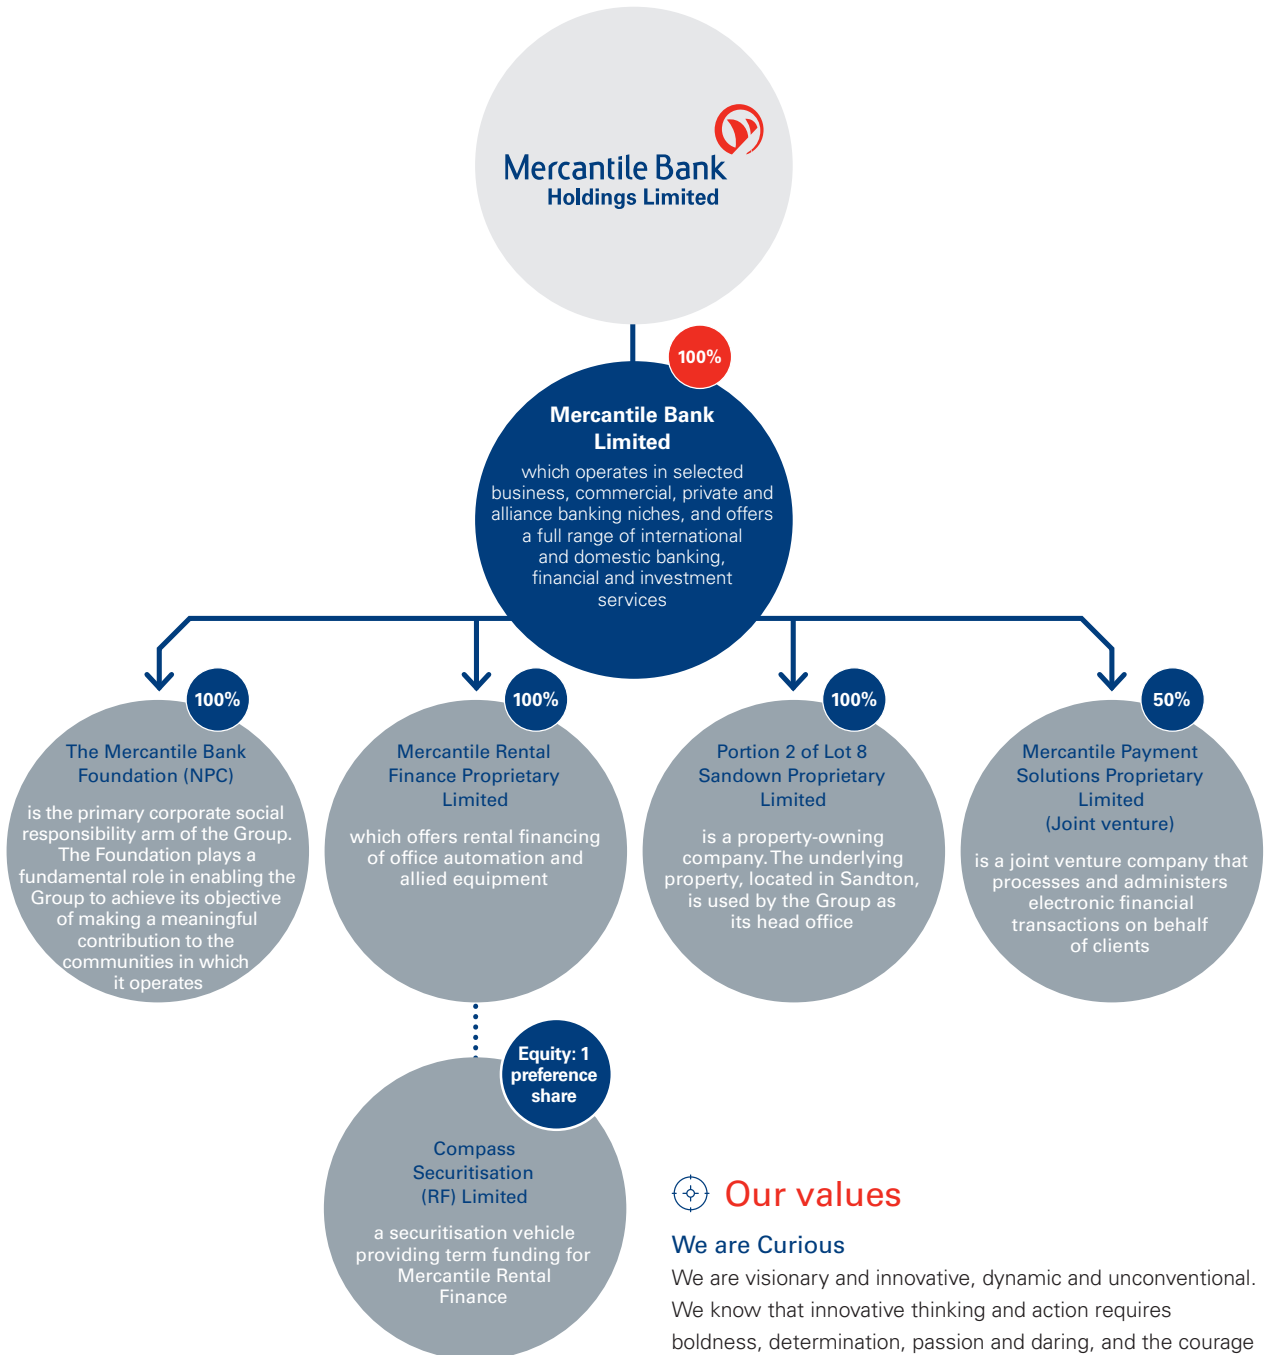 Mercantile Bank
Holdings Limited
100%
Mercantile Bank
Limited
which operates in selected
business, commercial, private and
alliance banking niches, and offers
a full range of international
and domestic banking,
financial and investment
services
100%
The Mercantile Bank
Foundation (NPC)
is the primary corporate social
responsibility arm of the Group.
The Foundation plays a
fundamental role in enabling the
Group to achieve its objective
of making a meaningful
contribution to the
communities in which
it operates
100%
Mercantile Rental
Finance Proprietary
Limited
which offers rental financing
of office automation and
allied equipment
100%
Portion 2 of Lot 8
Sandown Proprietary
Limited
is a property-owning
company. The underlying
property, located in Sandton,
is used by the Group as
its head office
50%
Mercantile Payment
Solutions Proprietary
Limited
(Joint venture)
is a joint venture company that
processes and administers
electronic financial
transactions on behalf
of clients
Equity: 1
preference
share
Compass
Securitisation
(RF) Limited
a securitisation vehicle
providing term funding for
Mercantile Rental
Finance
Our values
We are Curious
We are visionary and innovative, dynamic and unconventional.
We know that innovative thinking and action requires
boldness, determination, passion and daring, and the courage